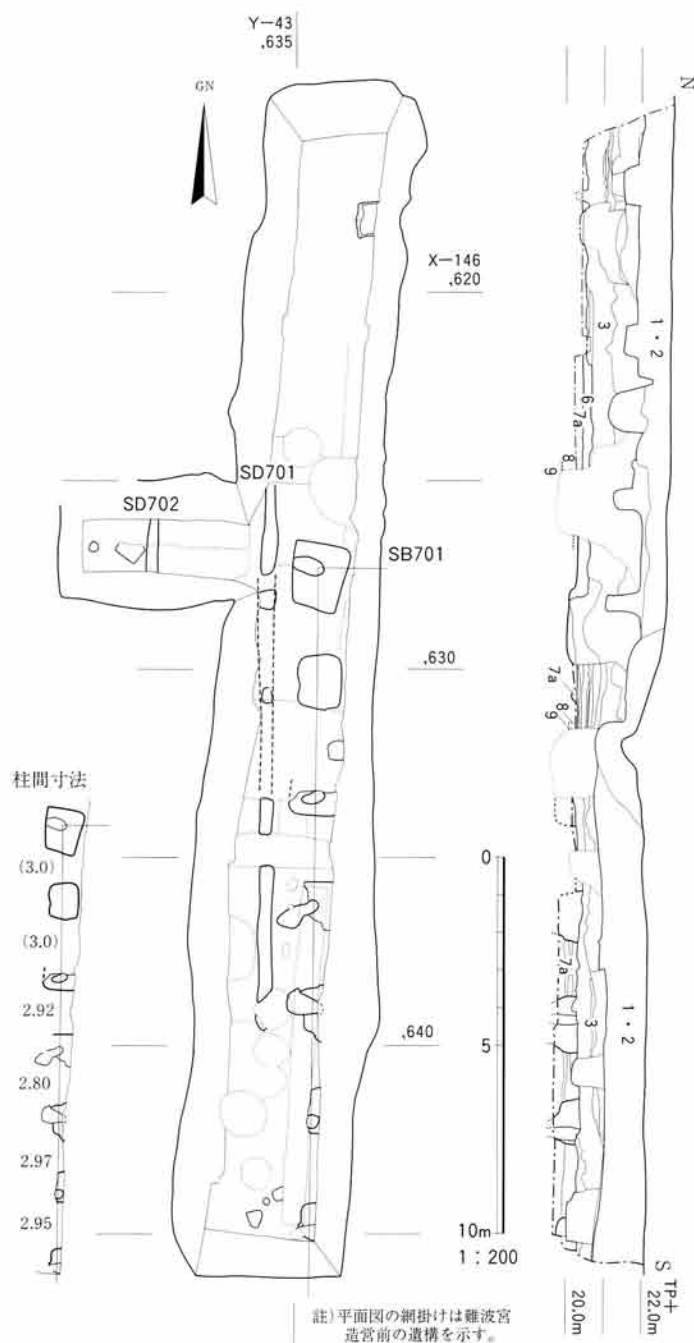 Y−43
,635
GN
X−146
,620
SD701
SD702
SB701
,630
,640
柱間寸法
(3.0)
(3.0)
2.92
2.80
2.97
2.95
0
5
10m
1：200
N
1・2
3
6
7a
8
9
7a
8
9
7a
3
1・2
S
TP+
22.0m
20.0m
註）平面図の網掛けは難波宮
造営前の遺構を示す。